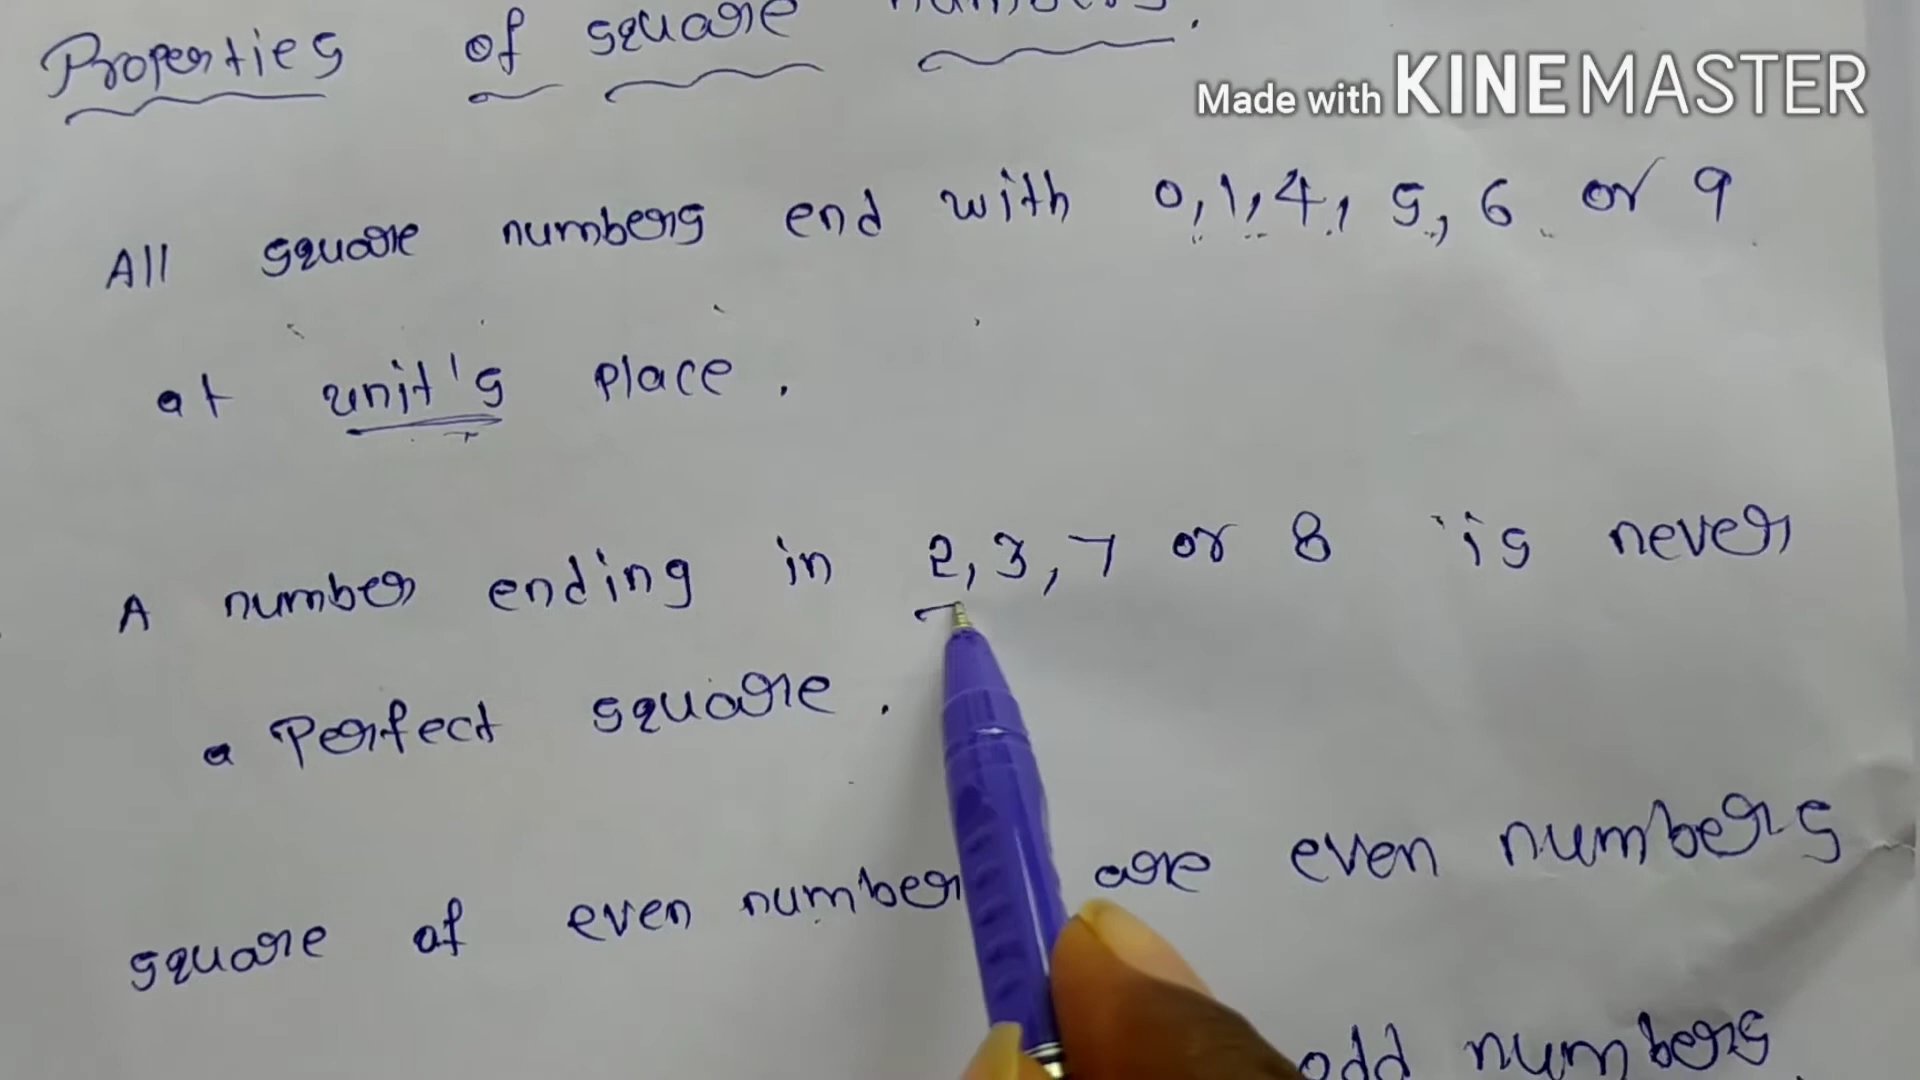 Properties of square numbers.
Made with KINEMASTER
All square numbers end with 0, 1, 4, 5, 6 or 9
at unit's place.
A number ending in 2, 3, 7 or 8 is never
a perfect square.
square of even number are even numbers
odd numbers